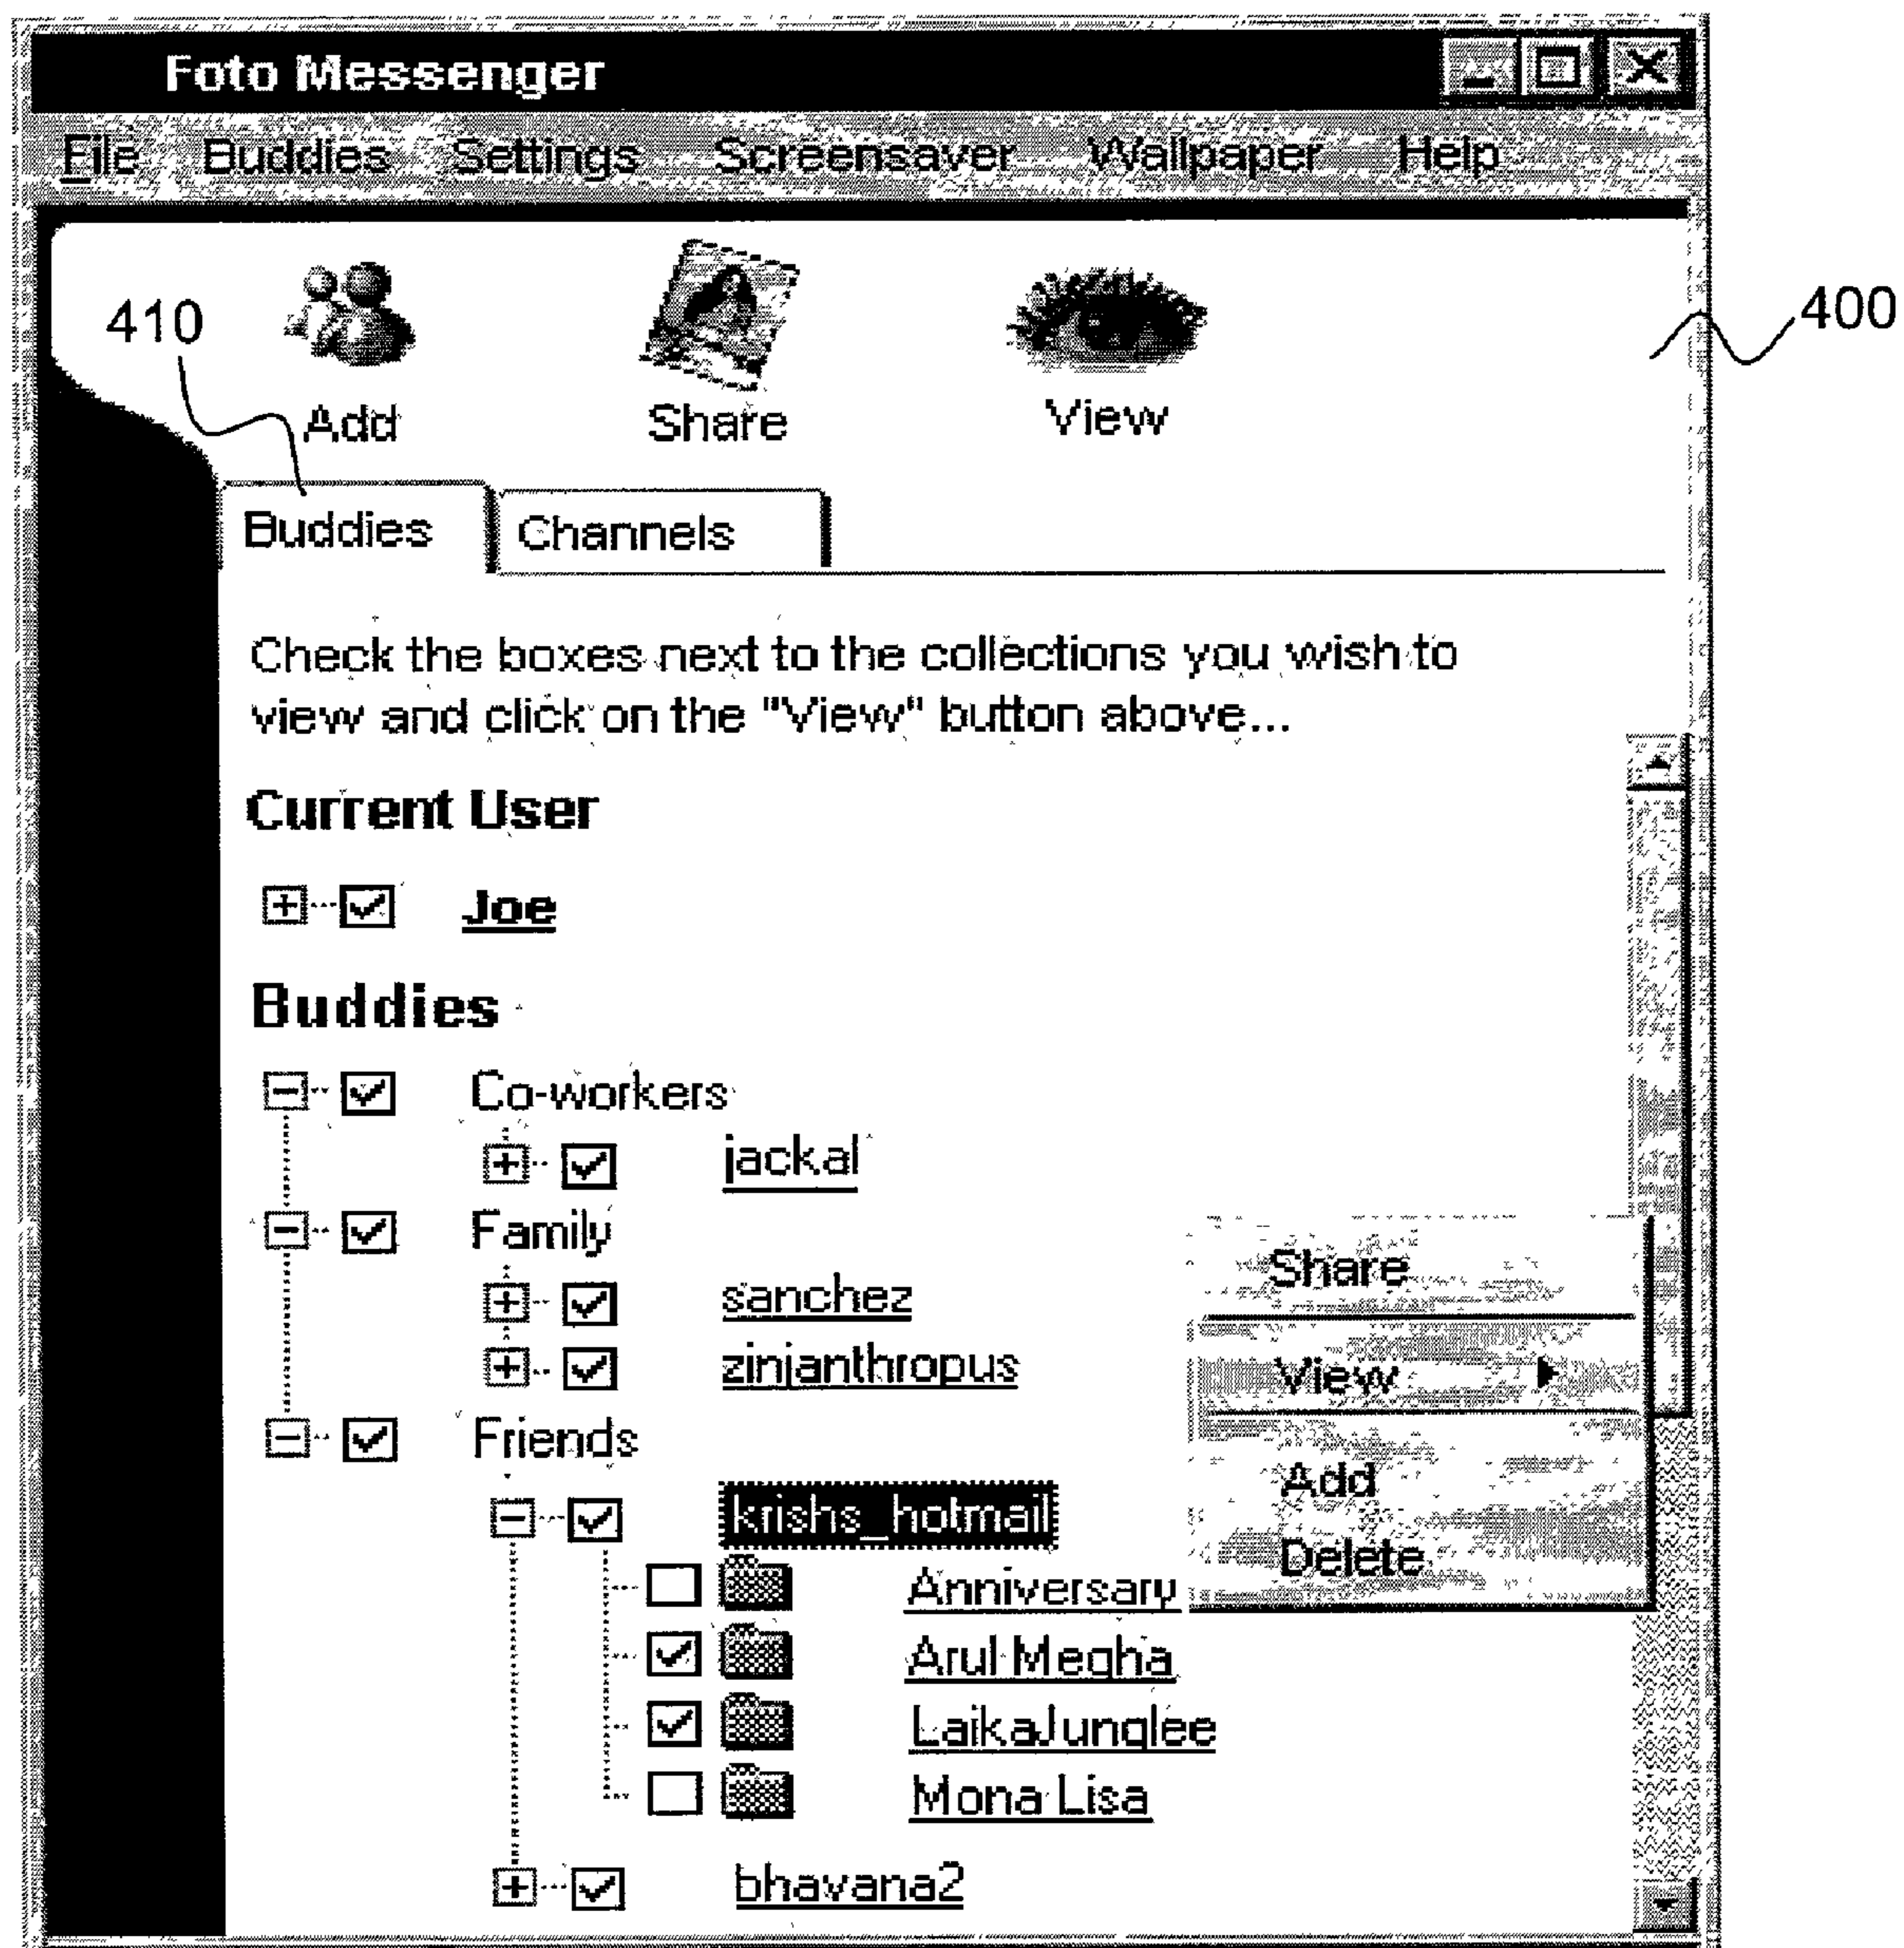 Foto Messenger
File Buddies Settings Screensaver Wallpaper Help
410
400
Add Share View
Buddies Channels
Check the boxes next to the collections you wish to
view and click on the "View" button above...
Current User
Joe
Buddies
Co-workers
jackal
Family
sanchez
zinjanthropus
Friends
krishs_hotmail
Anniversary
Arul Megha
LaikaJunglee
Mona Lisa
bhavana2
Share
View
Add
Delete